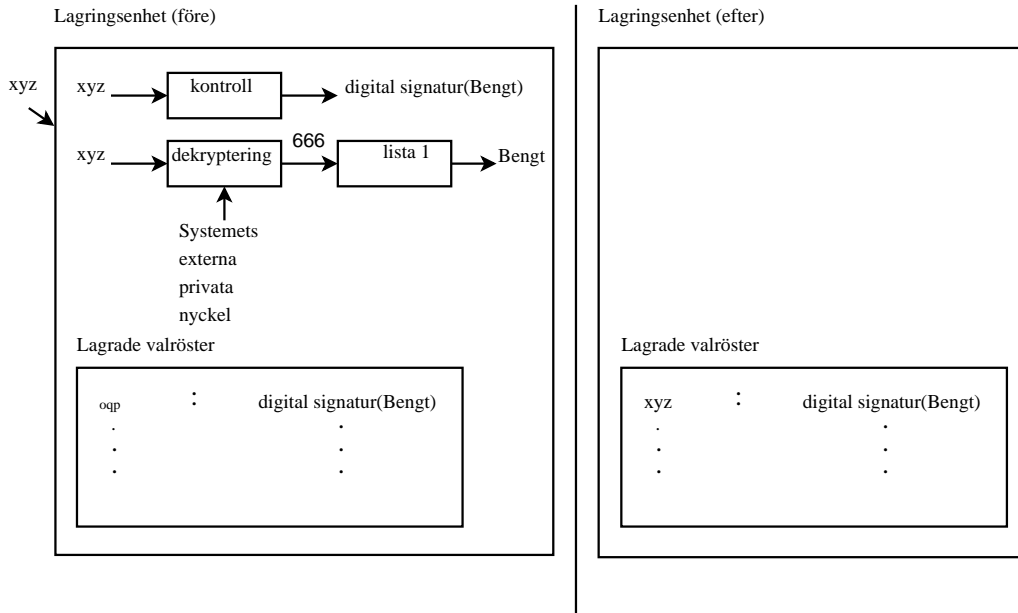 Lagringsenhet (före)
xyz
xyz
kontroll
digital signatur(Bengt)
xyz
dekryptering
666
lista 1
Bengt
Systemets
externa
privata
nyckel
Lagrade valröster
oqp : digital signatur(Bengt)
. .
. .
. .
Lagringsenhet (efter)
Lagrade valröster
xyz : digital signatur(Bengt)
. .
. .
. .